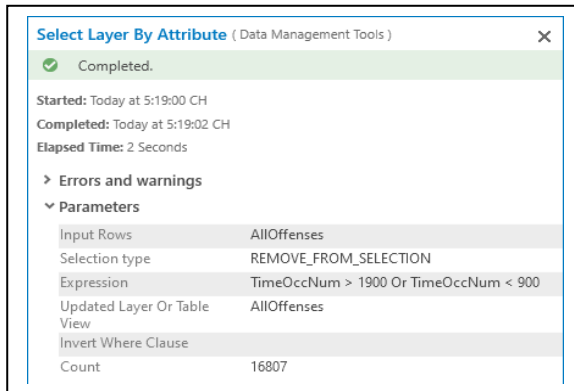 Select Layer By Attribute ( Data Management Tools )
Completed.
Started: Today at 5:19:00 CH
Completed: Today at 5:19:02 CH
Elapsed Time: 2 Seconds
Errors and warnings
Parameters
Input Rows AllOffenses
Selection type REMOVE_FROM_SELECTION
Expression TimeOccNum > 1900 Or TimeOccNum < 900
Updated Layer Or Table AllOffenses
View
Invert Where Clause
Count 16807